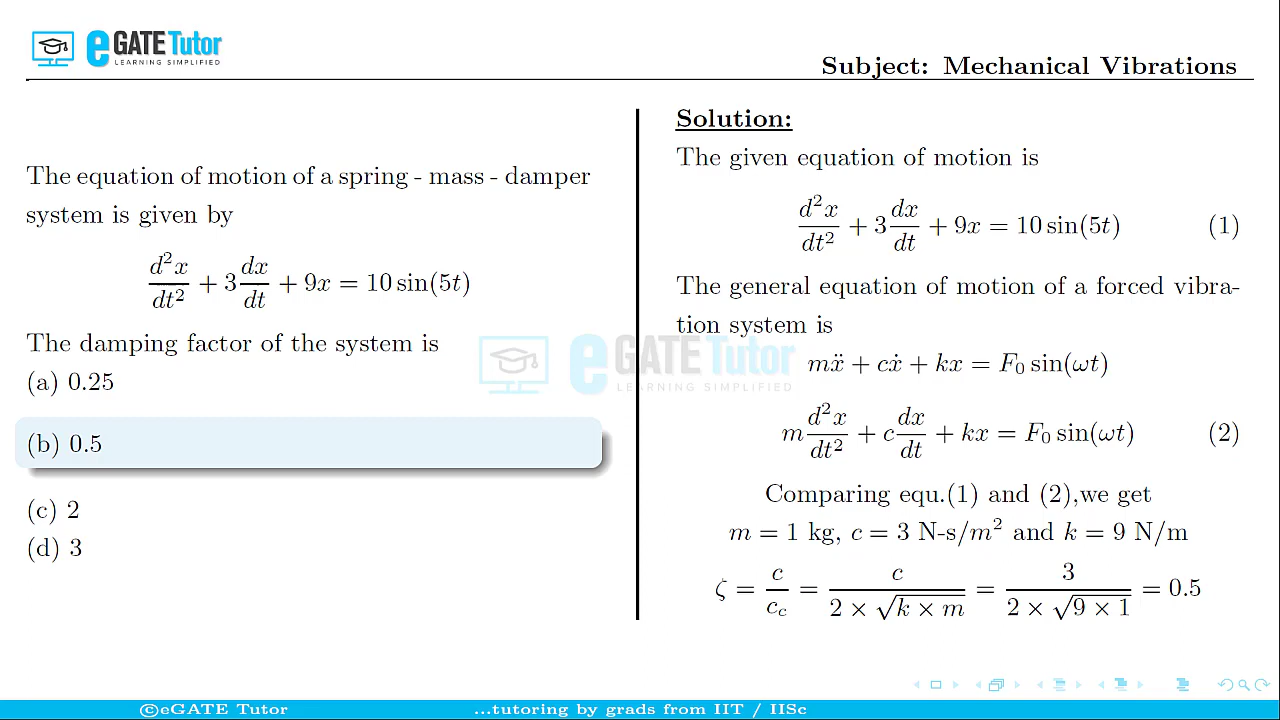 eGATE Tutor
LEARNING SIMPLIFIED
Subject: Mechanical Vibrations
The equation of motion of a spring - mass - damper
system is given by
d²x/dt² + 3 dx/dt + 9x = 10 sin(5t)
The damping factor of the system is
(a) 0.25
(b) 0.5
(c) 2
(d) 3
Solution:
The given equation of motion is
d²x/dt² + 3 dx/dt + 9x = 10 sin(5t) (1)
The general equation of motion of a forced vibra-
tion system is
mẍ + cẋ + kx = F₀ sin(ωt)
m d²x/dt² + c dx/dt + kx = F₀ sin(ωt) (2)
Comparing equ.(1) and (2),we get
m = 1 kg, c = 3 N-s/m² and k = 9 N/m
ζ = c/c_c = c/(2 × √(k × m)) = 3/(2 × √(9 × 1)) = 0.5
eGATE Tutor
LEARNING SIMPLIFIED
©eGATE Tutor ...tutoring by grads from IIT / IISc